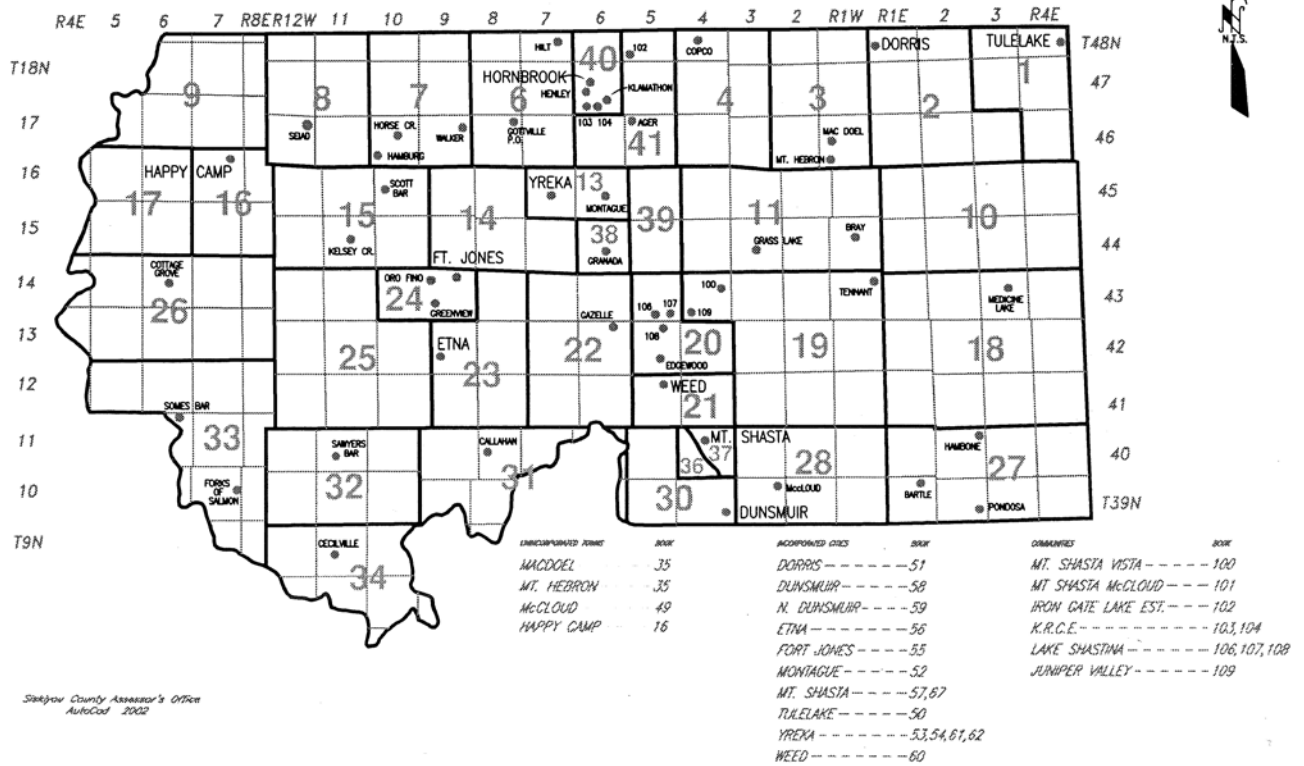 R4E 5 6 7 R8E R12W 11 10 9 8 7 6 5 4 3 2 R1W R1E 2 3 R4E
N.T.S.
HILT 40 102 COPCO DORRIS TULELAKE T48N
T18N
HORNBROOK 1 47
9 8 7 6 HENLEY KLAMATHON 4 3 2
17 SEIAD HORSE CR. WALKER GOTTVILLE P.O. 103 104 AGER MAC DOEL 46
HAMBURG 41 MT. HEBRON
16 HAPPY CAMP SCOTT BAR YREKA 13 45
17 16 15 14 MONTAGUE 39 11 10
15 KELSEY CR. 38 GRASS LAKE BRAY 44
FT. JONES GRANADA
14 COTTAGE GROVE ORO FINO 100 TENNANT MEDICINE LAKE 43
26 24 GREENVIEW GAZELLE 106 107 109
13 25 ETNA 22 108 20 19 18 42
23 EDGEWOOD
12 WEED 41
SOMES BAR 21
11 33 SAWYERS BAR CALLAHAN MT. SHASTA HAMBONE 40
32 31 36 37 28 27
10 FORKS OF SALMON 30 McCLOUD BARTLE PONDOSA T39N
DUNSMUIR
T9N CECILVILLE
34
UNINCORPORATED TOWNS BOOK
MACDOEL 35
MT. HEBRON 35
McCLOUD 49
HAPPY CAMP 16
INCORPORATED CITIES BOOK
DORRIS ------- 51
DUNSMUIR ------ 58
N. DUNSMUIR ---- 59
ETNA -------- 56
FORT JONES ----- 55
MONTAGUE ------ 52
MT. SHASTA ----- 57,67
TULELAKE ------ 50
YREKA ------- 53,54,61,62
WEED -------- 60
COMMUNITIES BOOK
MT. SHASTA VISTA ----- 100
MT SHASTA McCLOUD --- 101
IRON GATE LAKE EST. --- 102
K.R.C.E. --------- 103,104
LAKE SHASTINA ------ 106,107,108
JUNIPER VALLEY ------ 109
Siskiyou County Assessor's Office
AutoCad 2002